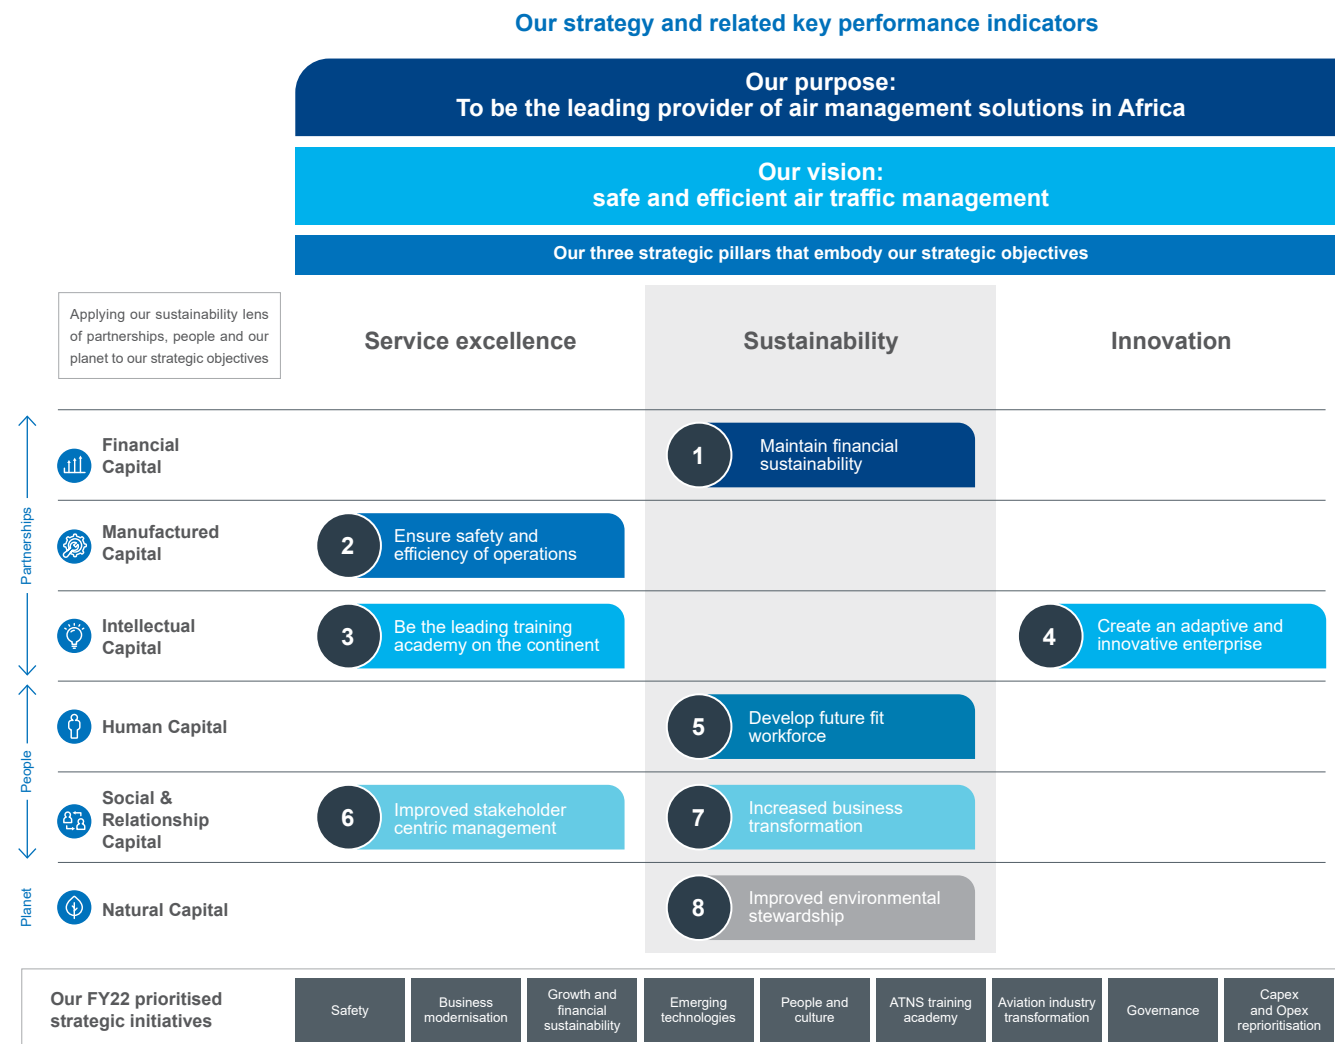 Our strategy and related key performance indicators
Our purpose:
To be the leading provider of air management solutions in Africa
Our vision:
safe and efficient air traffic management
Our three strategic pillars that embody our strategic objectives
Applying our sustainability lens
of partnerships, people and our
planet to our strategic objectives
Service excellence
Sustainability
Innovation
Partnerships
Financial
Capital
1
Maintain financial
sustainability
Manufactured
Capital
2
Ensure safety and
efficiency of operations
Intellectual
Capital
3
Be the leading training
academy on the continent
4
Create an adaptive and
innovative enterprise
People
Human Capital
5
Develop future fit
workforce
Social &
Relationship
Capital
6
Improved stakeholder
centric management
7
Increased business
transformation
Planet
Natural Capital
8
Improved environmental
stewardship
Our FY22 prioritised
strategic initiatives
Safety
Business
modernisation
Growth and
financial
sustainability
Emerging
technologies
People and
culture
ATNS training
academy
Aviation industry
transformation
Governance
Capex
and Opex
reprioritisation